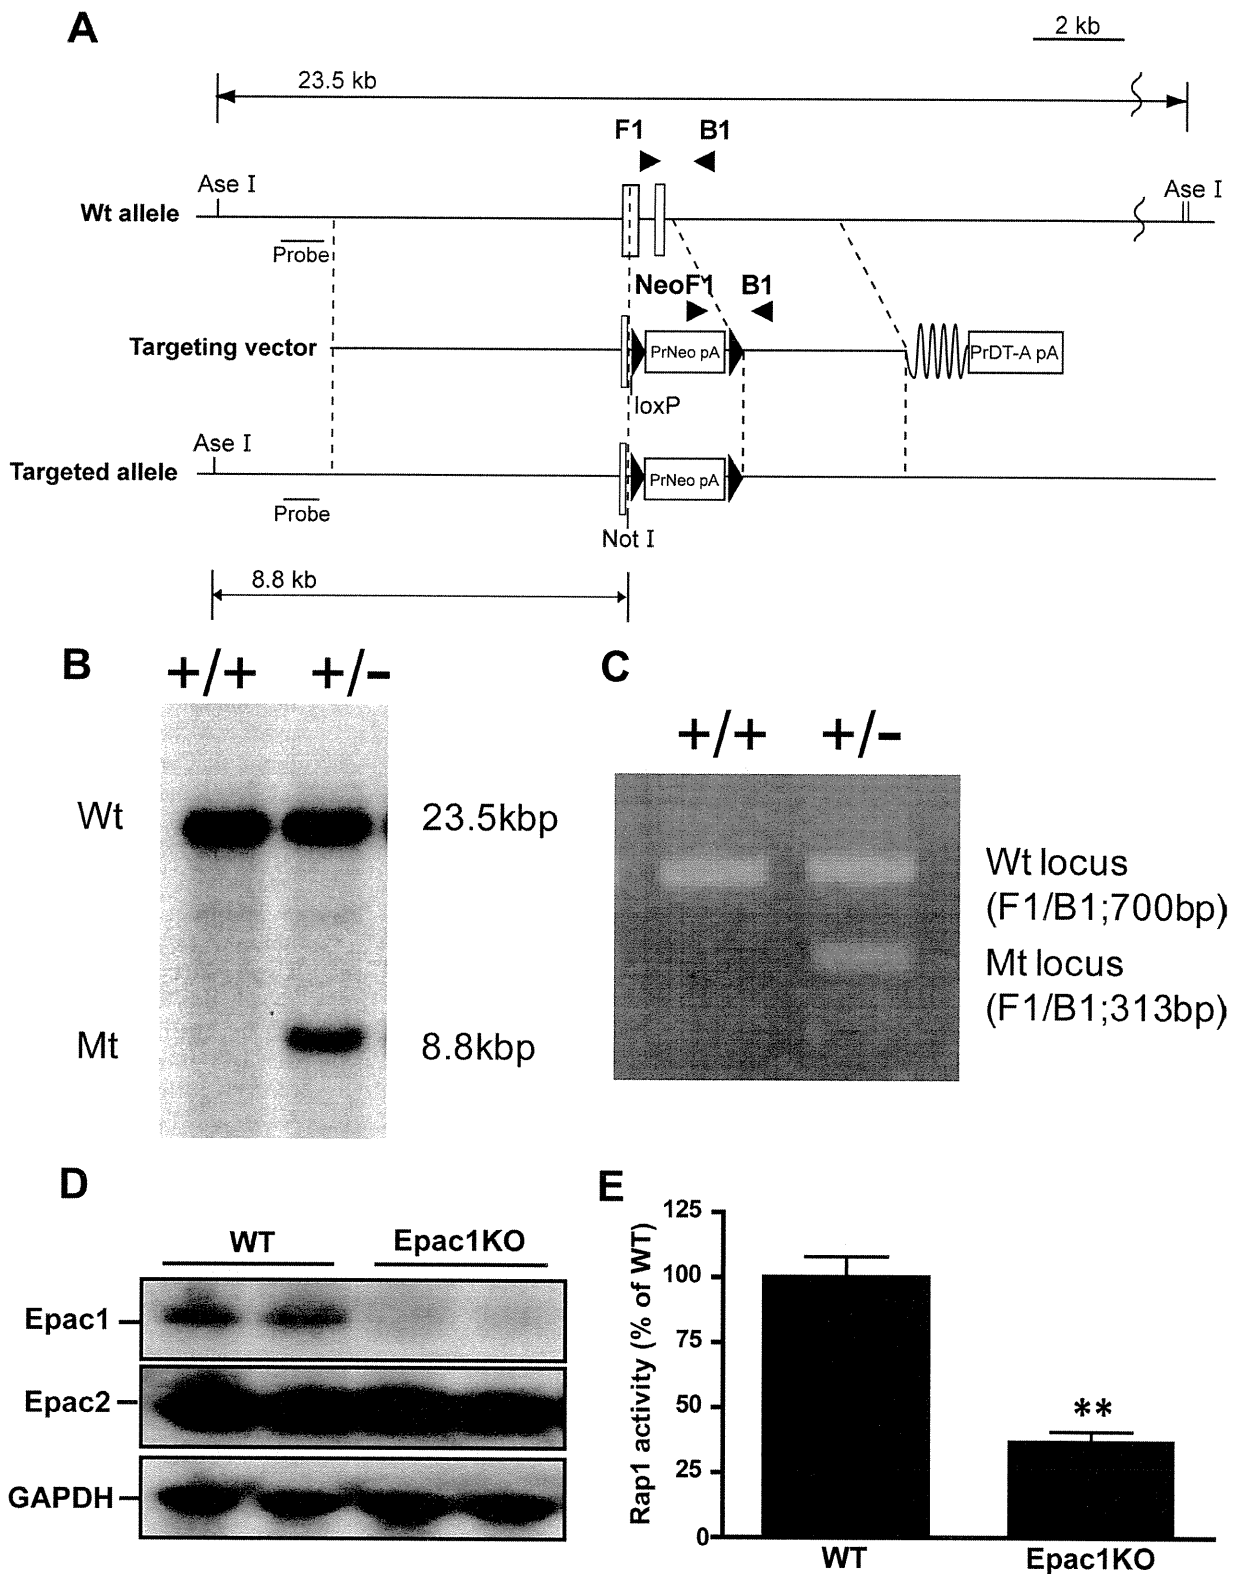 A
2 kb
23.5 kb
F1 B1
Ase I
Ase I
Wt allele
Probe
NeoF1 B1
Targeting vector
PrNeo pA
PrDT-A pA
loxP
Ase I
Targeted allele
PrNeo pA
Probe
Not I
8.8 kb
B
+/+ +/-
Wt
23.5kbp
Mt
8.8kbp
C
+/+ +/-
Wt locus
(F1/B1;700bp)
Mt locus
(F1/B1;313bp)
D
WT Epac1KO
Epac1
Epac2
GAPDH
E
Rap1 activity (% of WT)
125
100
75
50
25
0
**
WT Epac1KO